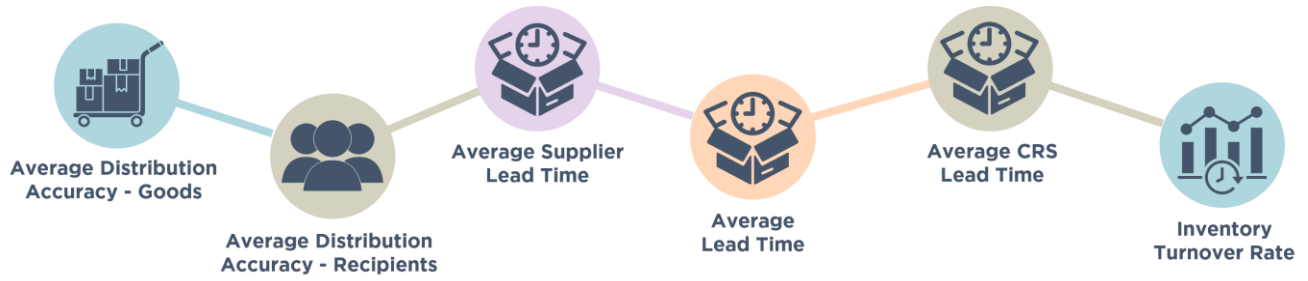 Average Distribution
Accuracy - Goods
Average Distribution
Accuracy - Recipients
Average Supplier
Lead Time
Average
Lead Time
Average CRS
Lead Time
Inventory
Turnover Rate